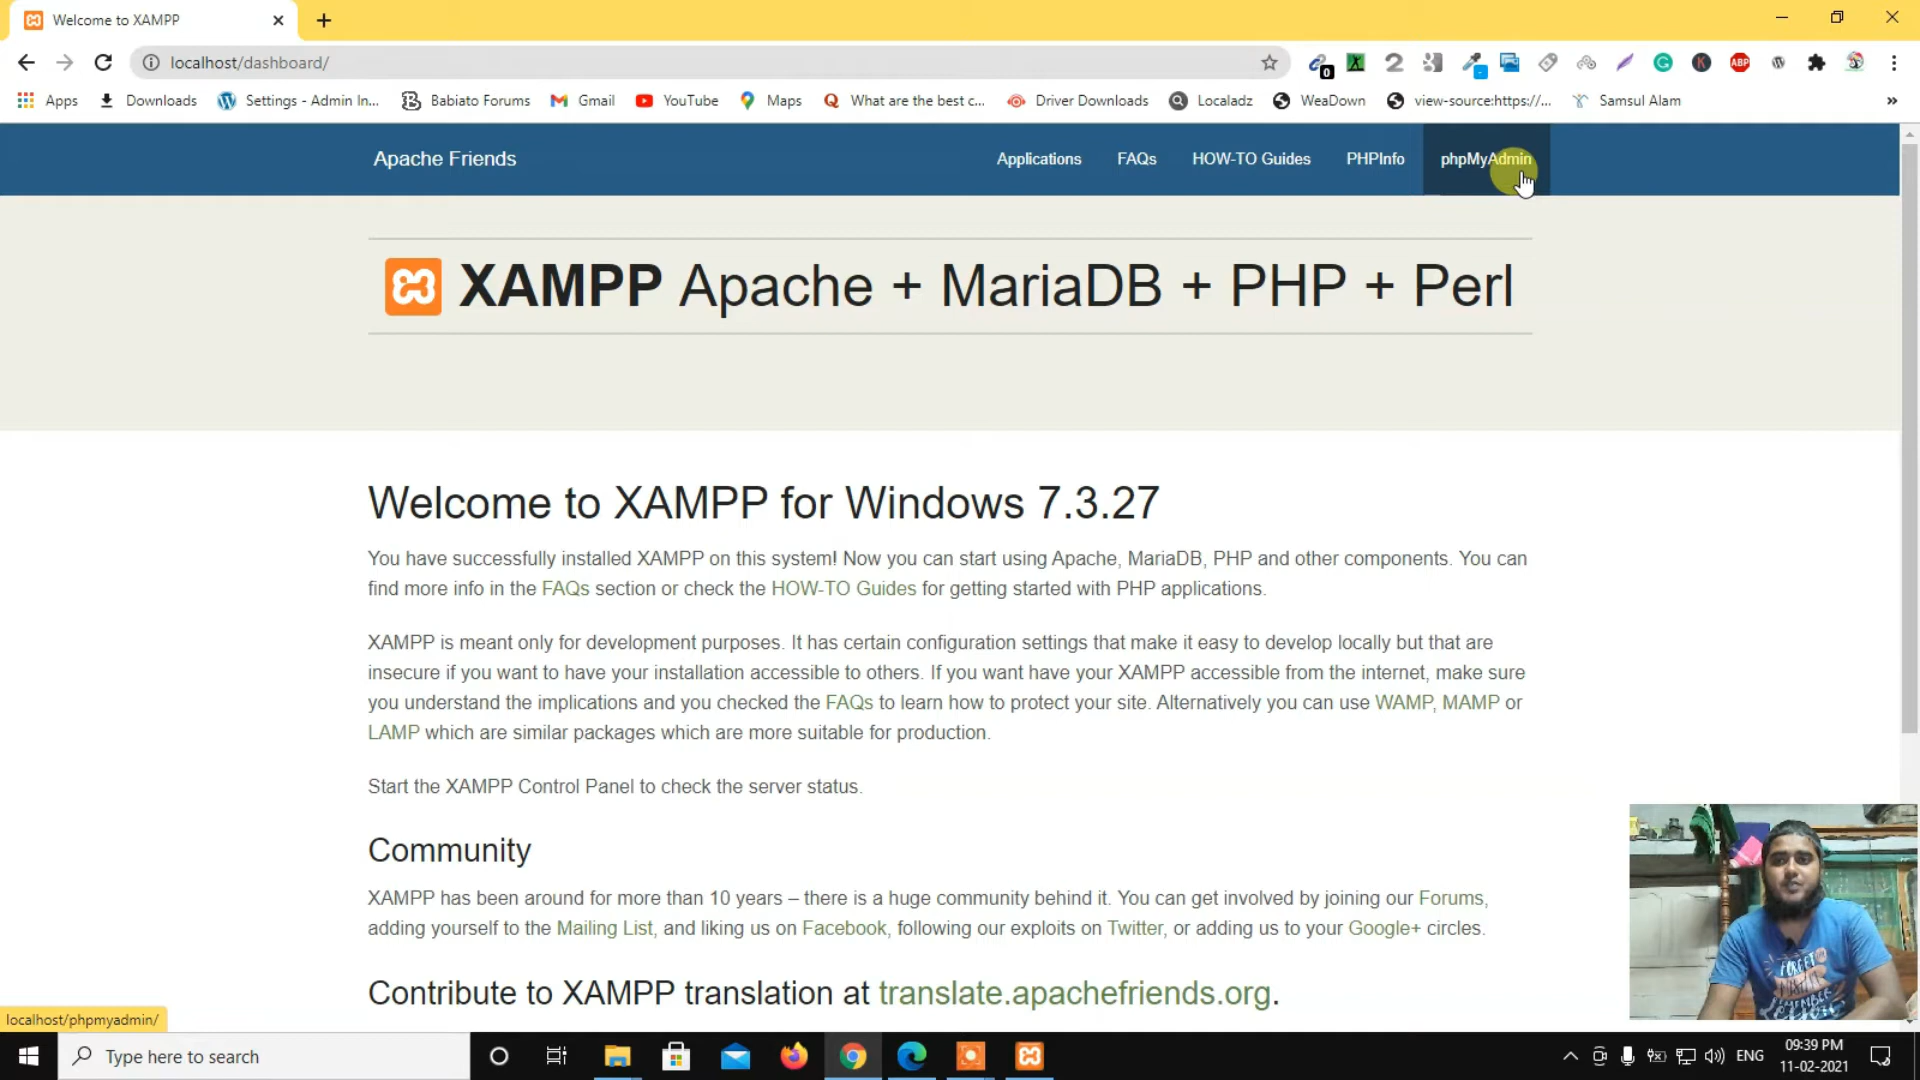 Welcome to XAMPP
localhost/dashboard/
0
2
ABP
Apps
Downloads
Settings - Admin In...
Babiato Forums
Gmail
YouTube
Maps
What are the best c...
Driver Downloads
Localadz
WeaDown
view-source:https://...
Samsul Alam
»
Apache Friends
Applications
FAQs
HOW-TO Guides
PHPInfo
phpMyAdmin
XAMPP Apache + MariaDB + PHP + Perl
Welcome to XAMPP for Windows 7.3.27
You have successfully installed XAMPP on this system! Now you can start using Apache, MariaDB, PHP and other components. You can
find more info in the FAQs section or check the HOW-TO Guides for getting started with PHP applications.
XAMPP is meant only for development purposes. It has certain configuration settings that make it easy to develop locally but that are
insecure if you want to have your installation accessible to others. If you want have your XAMPP accessible from the internet, make sure
you understand the implications and you checked the FAQs to learn how to protect your site. Alternatively you can use WAMP, MAMP or
LAMP which are similar packages which are more suitable for production.
Start the XAMPP Control Panel to check the server status.
Community
XAMPP has been around for more than 10 years – there is a huge community behind it. You can get involved by joining our Forums,
adding yourself to the Mailing List, and liking us on Facebook, following our exploits on Twitter, or adding us to your Google+ circles.
Contribute to XAMPP translation at translate.apachefriends.org.
FORGET
REMEMBER
localhost/phpmyadmin/
Type here to search
ENG
09:39 PM
11-02-2021